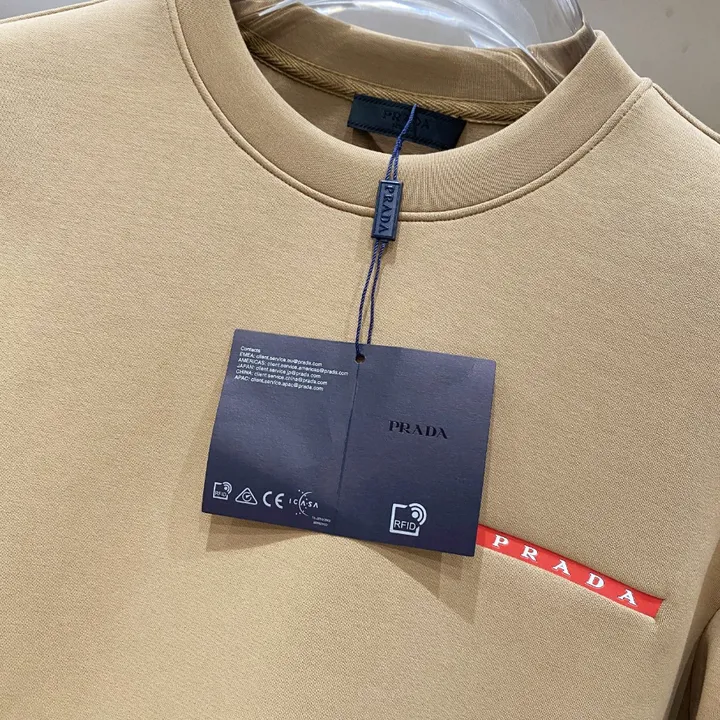 PRADA
PRADA
Contacts
EMEA: client.service.eu@prada.com
AMERICAS: client.service.americas@prada.com
JAPAN: client.service.jp@prada.com
CHINA: client.service.china@prada.com
APAC: client.service.apac@prada.com
PRADA
RFID
CE
ICASA
RFID
PRADA